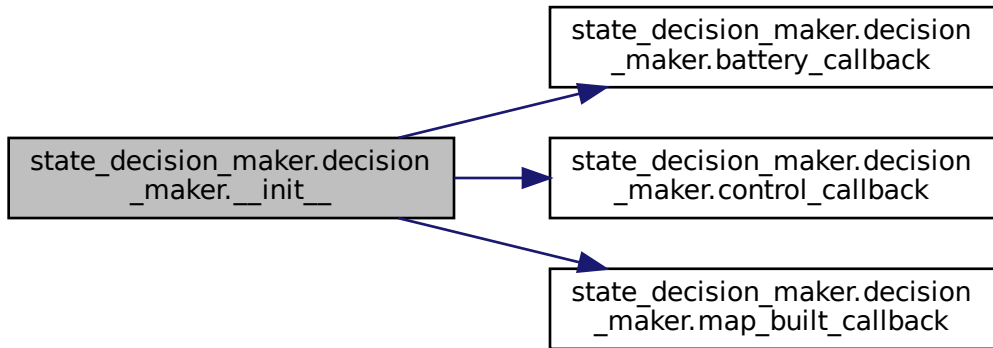 state_decision_maker.decision
_maker.battery_callback
state_decision_maker.decision
_maker.__init__
state_decision_maker.decision
_maker.control_callback
state_decision_maker.decision
_maker.map_built_callback